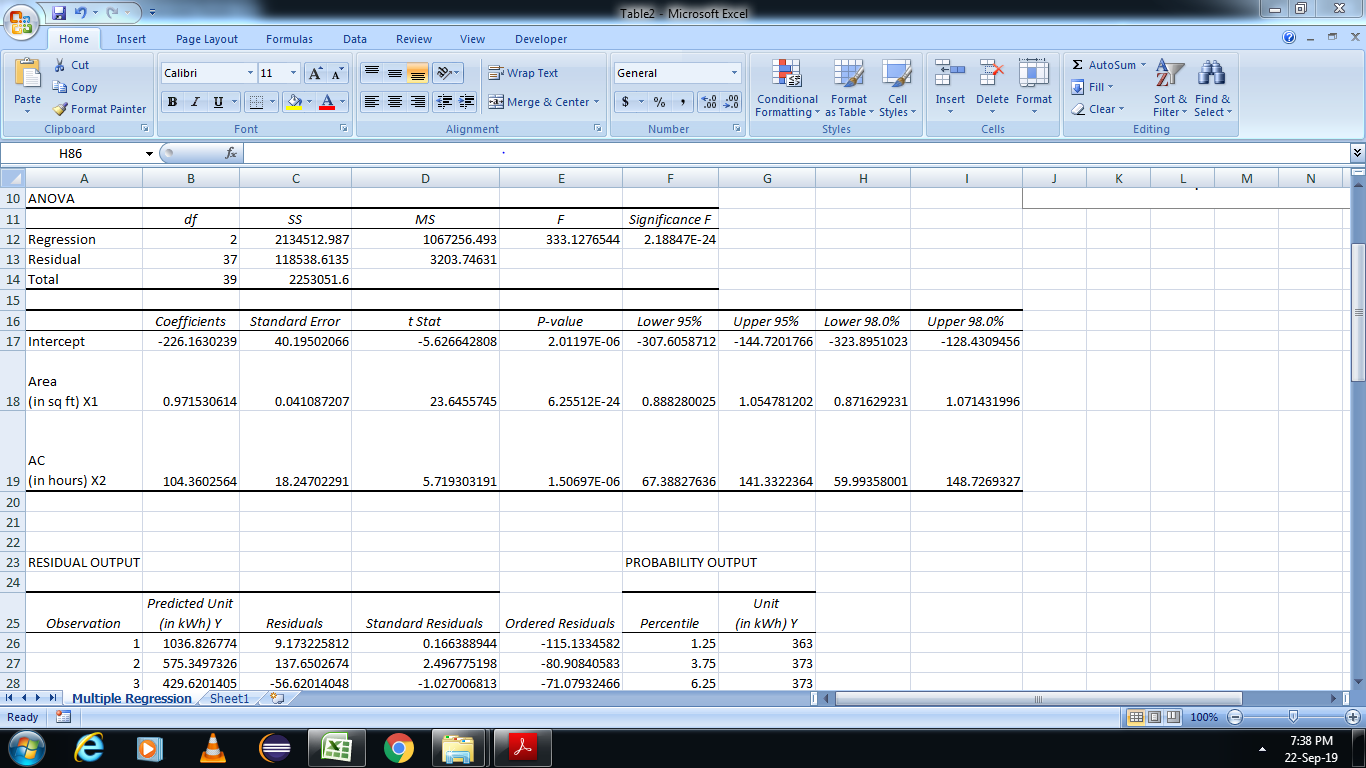 Table2 - Microsoft Excel
Home Insert Page Layout Formulas Data Review View Developer
Paste
Cut
Copy
Format Painter
Clipboard
Calibri 11
B I U
Font
Wrap Text
Merge & Center
Alignment
General
$ % ,
Number
Conditional Formatting
Format as Table
Cell Styles
Styles
Insert Delete Format
Cells
Σ AutoSum
Fill
Clear
Sort & Filter
Find & Select
Editing
H86 fx
A B C D E F G H I J K L M N
10 ANOVA
11 df SS MS F Significance F
12 Regression 2 2134512.987 1067256.493 333.1276544 2.18847E-24
13 Residual 37 118538.6135 3203.74631
14 Total 39 2253051.6
15
16 Coefficients Standard Error t Stat P-value Lower 95% Upper 95% Lower 98.0% Upper 98.0%
17 Intercept -226.1630239 40.19502066 -5.626642808 2.01197E-06 -307.6058712 -144.7201766 -323.8951023 -128.4309456
Area
18 (in sq ft) X1 0.971530614 0.041087207 23.6455745 6.25512E-24 0.888280025 1.054781202 0.871629231 1.071431996
AC
19 (in hours) X2 104.3602564 18.24702291 5.719303191 1.50697E-06 67.38827636 141.3322364 59.99358001 148.7269327
20
21
22
23 RESIDUAL OUTPUT PROBABILITY OUTPUT
24
Predicted Unit Unit
25 Observation (in kWh) Y Residuals Standard Residuals Ordered Residuals Percentile (in kWh) Y
26 1 1036.826774 9.173225812 0.166388944 -115.1334582 1.25 363
27 2 575.3497326 137.6502674 2.496775198 -80.90840583 3.75 373
28 3 429.6201405 -56.62014048 -1.027006813 -71.07932466 6.25 373
Multiple Regression Sheet1
Ready 100%
7:38 PM
22-Sep-19